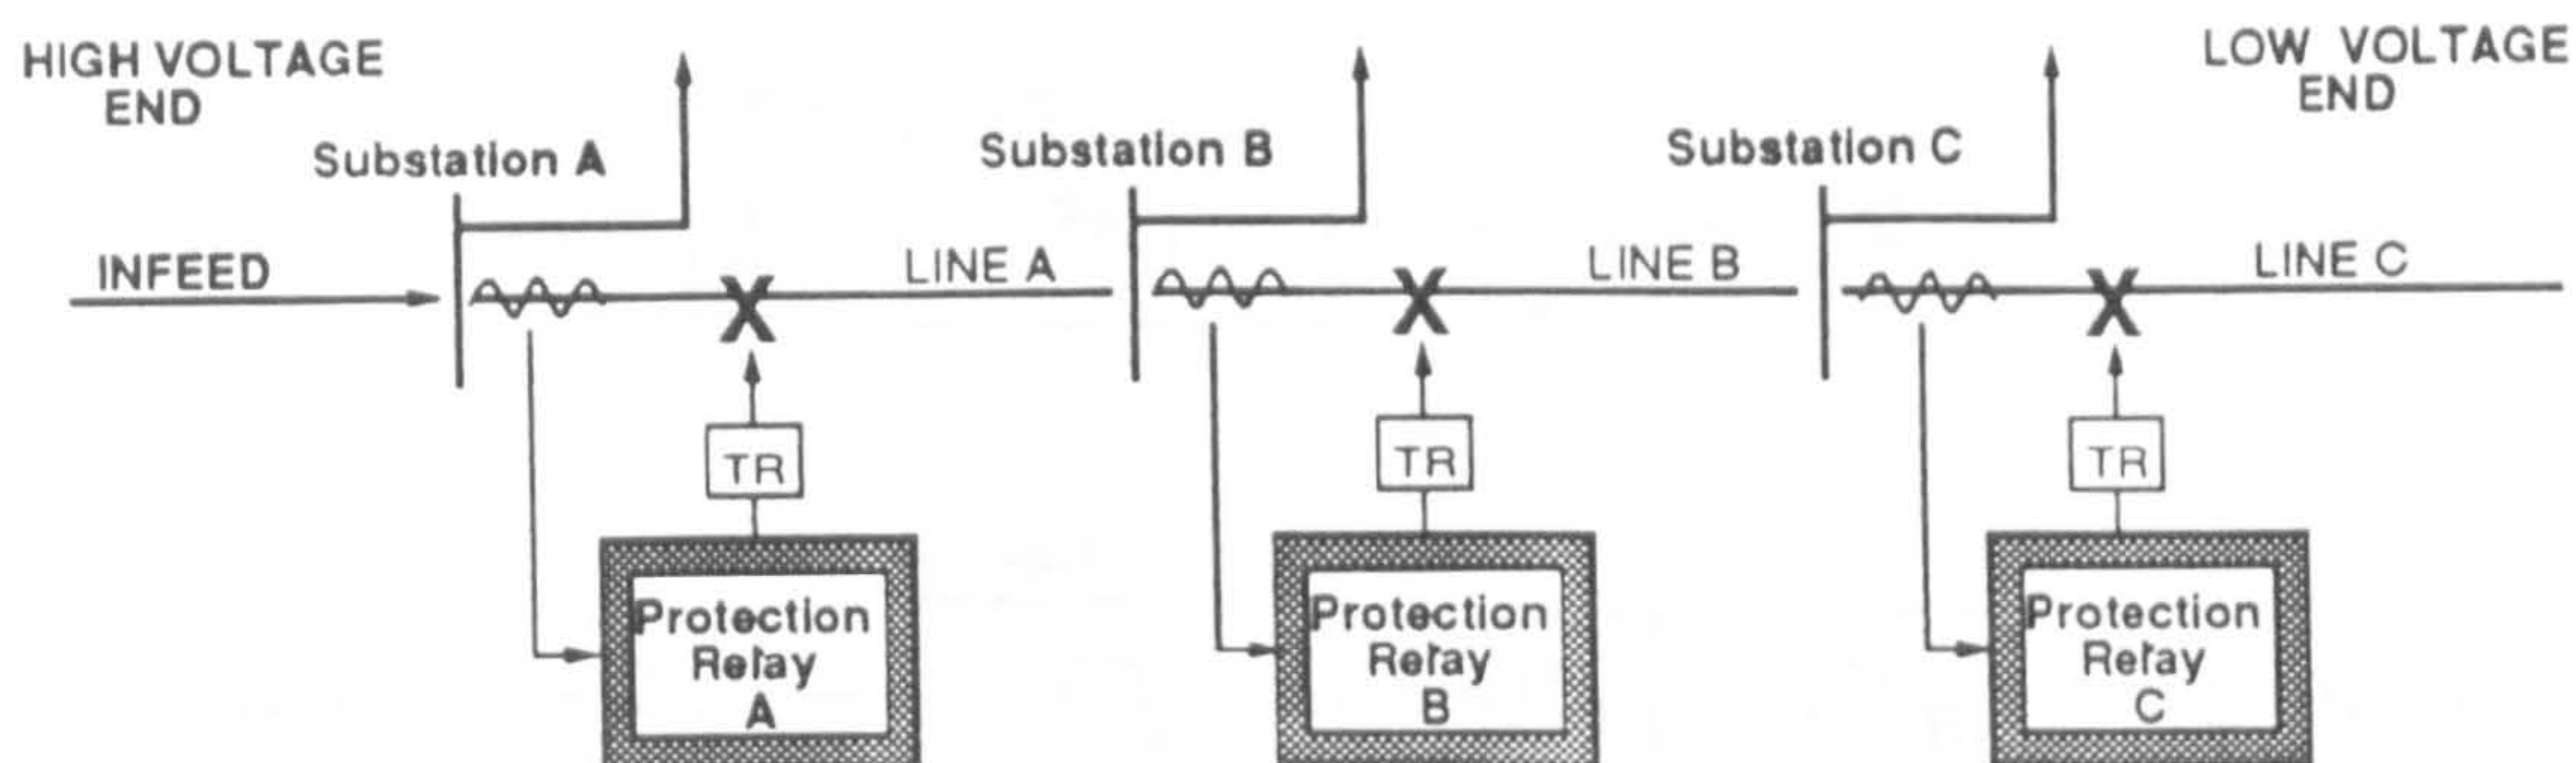 HIGH VOLTAGE
END
LOW VOLTAGE
END
Substation A
Substation B
Substation C
INFEED
LINE A
LINE B
LINE C
TR
TR
TR
Protection
Relay
A
Protection
Relay
B
Protection
Relay
C